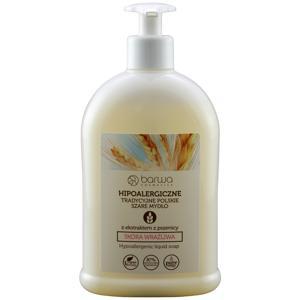 barwa
COSMETICS
HIPOALERGICZNE
TRADYCYJNE POLSKIE
SZARE MYDŁO
z ekstraktem z pszenicy
SKÓRA WRAŻLIWA
Hypoallergenic liquid soap